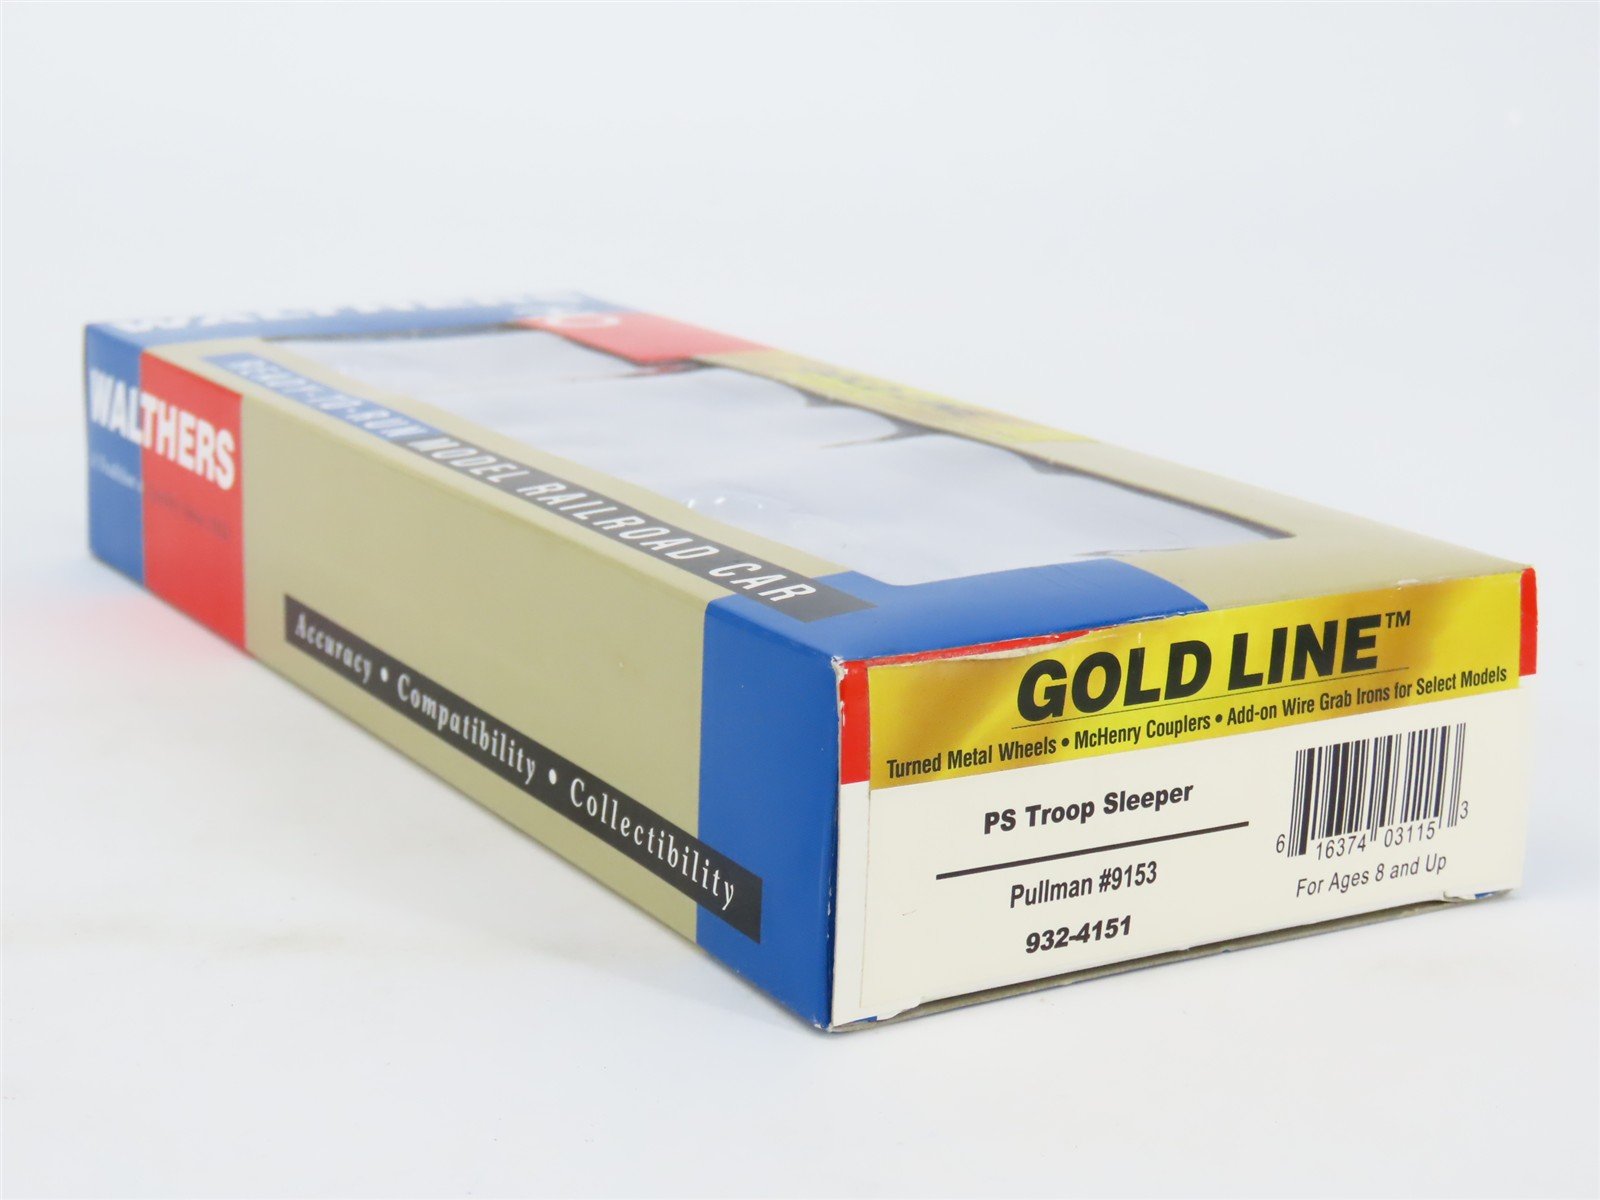 WALTHERS
READY-TO-RUN MODEL RAILROAD CAR
Accuracy • Compatibility • Collectibility
GOLD LINE™
Turned Metal Wheels • McHenry Couplers • Add-on Wire Grab Irons for Select Models
PS Troop Sleeper
Pullman #9153
932-4151
6 16374 03115 3
For Ages 8 and Up